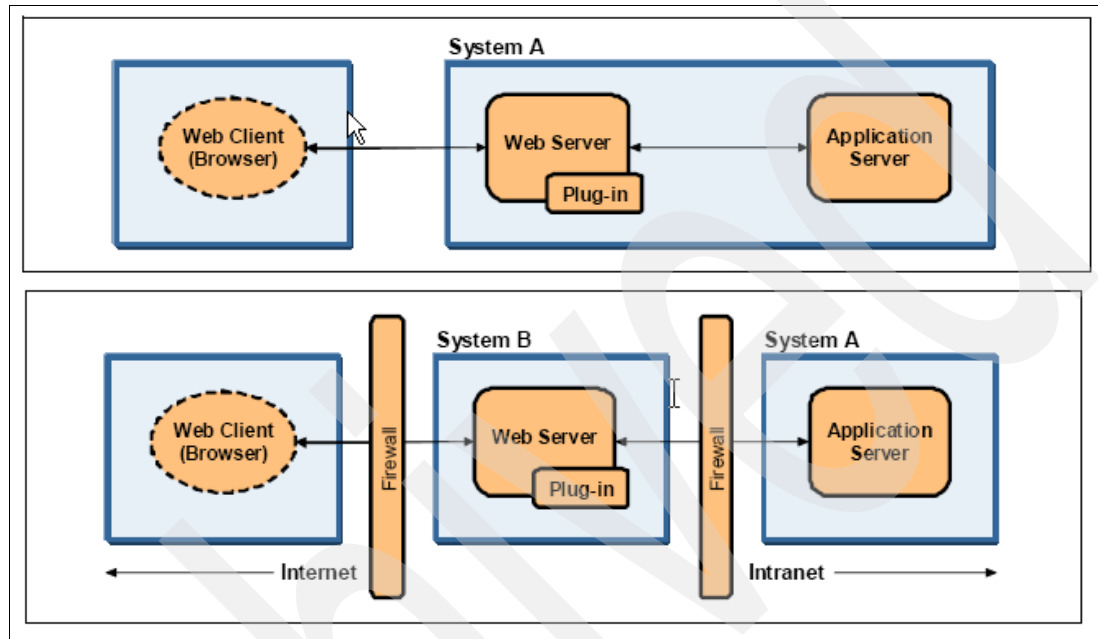 System A
Web Client
(Browser)
Web Server
Plug-in
Application
Server
System B
System A
Web Client
(Browser)
Firewall
Web Server
Plug-in
Firewall
Application
Server
Internet
Intranet